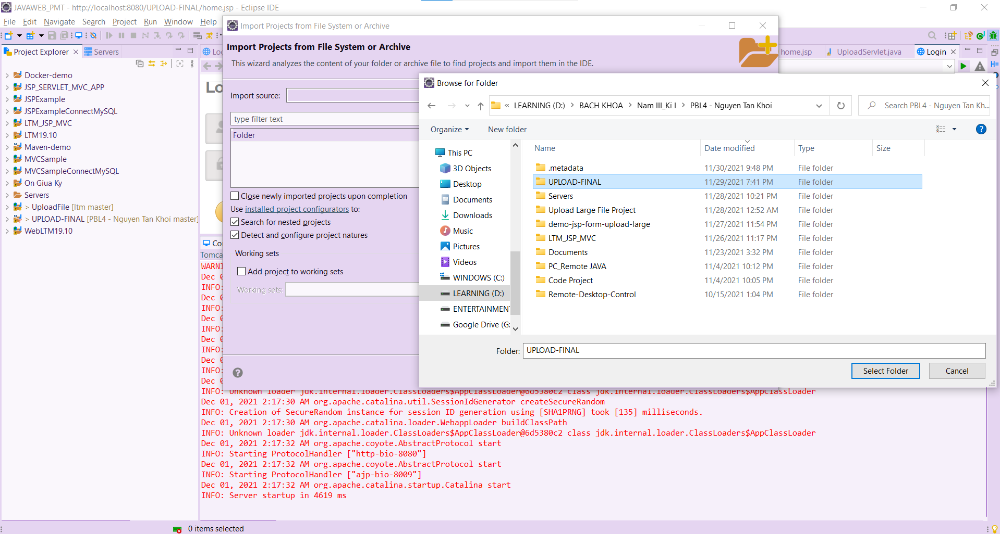 JAVAWEB_PMT - http://localhost:8080/UPLOAD-FINAL/home.jsp - Eclipse IDE
File Edit Navigate Search Project Run Window Help
Project Explorer
Servers
Docker-demo
JSP_SERVLET_MVC_APP
JSPExample
JSPExampleConnectMySQL
LTM_JSP_MVC
LTM19.10
Maven-demo
MVCSample
MVCSampleConnectMySQL
On Giua Ky
Servers
> UploadFile [ltm master]
> UPLOAD-FINAL [PBL4 - Nguyen Tan Khoi master]
WebLTM19.10
Import Projects from File System or Archive
Import Projects from File System or Archive
This wizard analyzes the content of your folder or archive file to find projects and import them in the IDE.
Import source:
type filter text
Folder
Close newly imported projects upon completion
Use installed project configurators to:
Search for nested projects
Detect and configure project natures
Working sets
Add project to working sets
Working sets:
home.jsp
UploadServlet.java
Login
Lo
Browse for Folder
« LEARNING (D:) > BACH KHOA > Nam III_Ki I > PBL4 - Nguyen Tan Khoi
Search PBL4 - Nguyen Tan Kh...
Organize
New folder
This PC
3D Objects
Desktop
Documents
Downloads
Music
Pictures
Videos
WINDOWS (C:)
LEARNING (D:)
ENTERTAINMEN
Google Drive (G:
Name Date modified Type Size
.metadata 11/30/2021 9:48 PM File folder
UPLOAD-FINAL 11/29/2021 7:41 PM File folder
Servers 11/28/2021 10:21 PM File folder
Upload Large File Project 11/28/2021 12:52 AM File folder
demo-jsp-form-upload-large 11/27/2021 11:54 PM File folder
LTM_JSP_MVC 11/26/2021 11:17 PM File folder
Documents 11/23/2021 3:32 PM File folder
PC_Remote JAVA 11/4/2021 10:12 PM File folder
Code Project 11/4/2021 10:05 PM File folder
Remote-Desktop-Control 10/15/2021 1:04 PM File folder
Folder: UPLOAD-FINAL
Select Folder
Cancel
Co
Tomca
WARNI
Dec 0
INFO:
Dec 0
INFO:
Dec 0
INFO:
Dec 0
INFO:
Dec 0
INFO:
Dec 0
INFO: Unknown loader jdk.internal.loader.ClassLoaders$AppClassLoader@6d5380c2 class jdk.internal.loader.ClassLoaders$AppClassLoader
Dec 01, 2021 2:17:30 AM org.apache.catalina.util.SessionIdGenerator createSecureRandom
INFO: Creation of SecureRandom instance for session ID generation using [SHA1PRNG] took [135] milliseconds.
Dec 01, 2021 2:17:30 AM org.apache.catalina.loader.WebappLoader buildClassPath
INFO: Unknown loader jdk.internal.loader.ClassLoaders$AppClassLoader@6d5380c2 class jdk.internal.loader.ClassLoaders$AppClassLoader
Dec 01, 2021 2:17:32 AM org.apache.coyote.AbstractProtocol start
INFO: Starting ProtocolHandler ["http-bio-8080"]
Dec 01, 2021 2:17:32 AM org.apache.coyote.AbstractProtocol start
INFO: Starting ProtocolHandler ["ajp-bio-8009"]
Dec 01, 2021 2:17:32 AM org.apache.catalina.startup.Catalina start
INFO: Server startup in 4619 ms
0 items selected